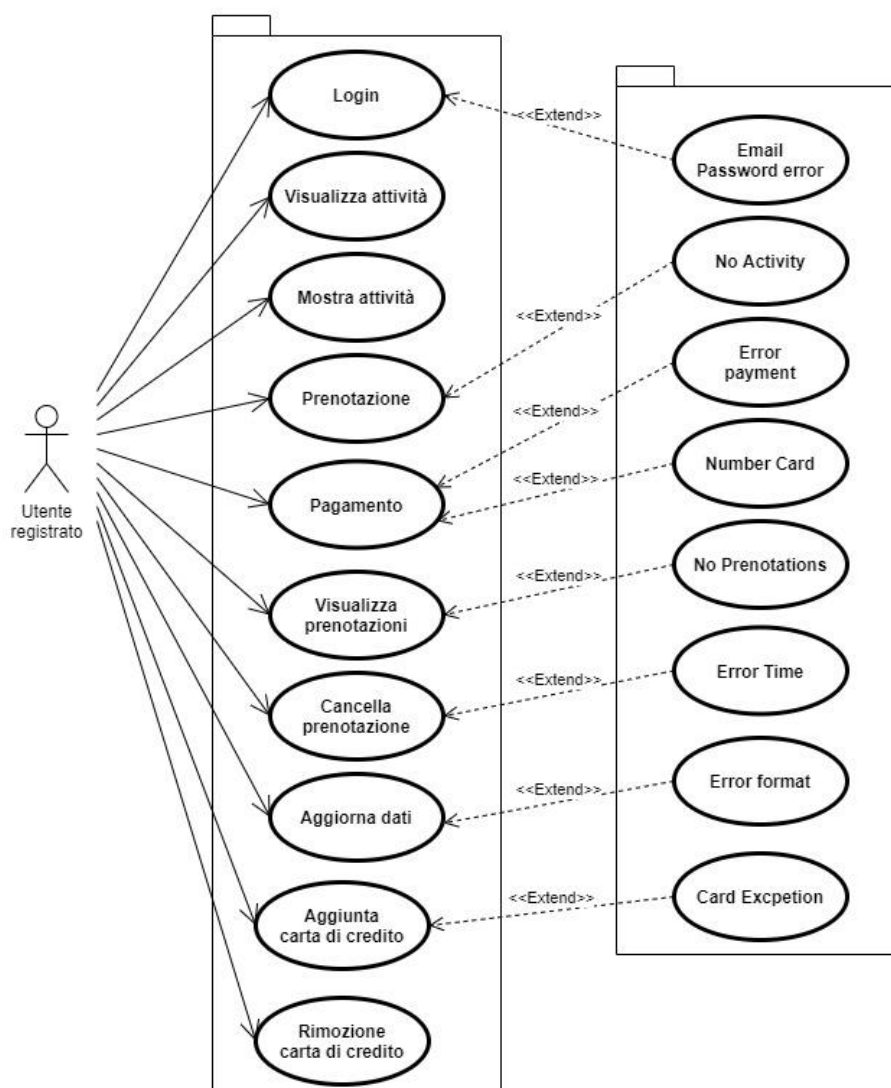 Login
Visualizza attività
Mostra attività
Prenotazione
Pagamento
Visualizza
prenotazioni
Cancella
prenotazione
Aggiorna dati
Aggiunta
carta di credito
Rimozione
carta di credito
Utente
registrato
<<Extend>>
<<Extend>>
<<Extend>>
<<Extend>>
<<Extend>>
<<Extend>>
<<Extend>>
<<Extend>>
Email
Password error
No Activity
Error
payment
Number Card
No Prenotations
Error Time
Error format
Card Excpetion